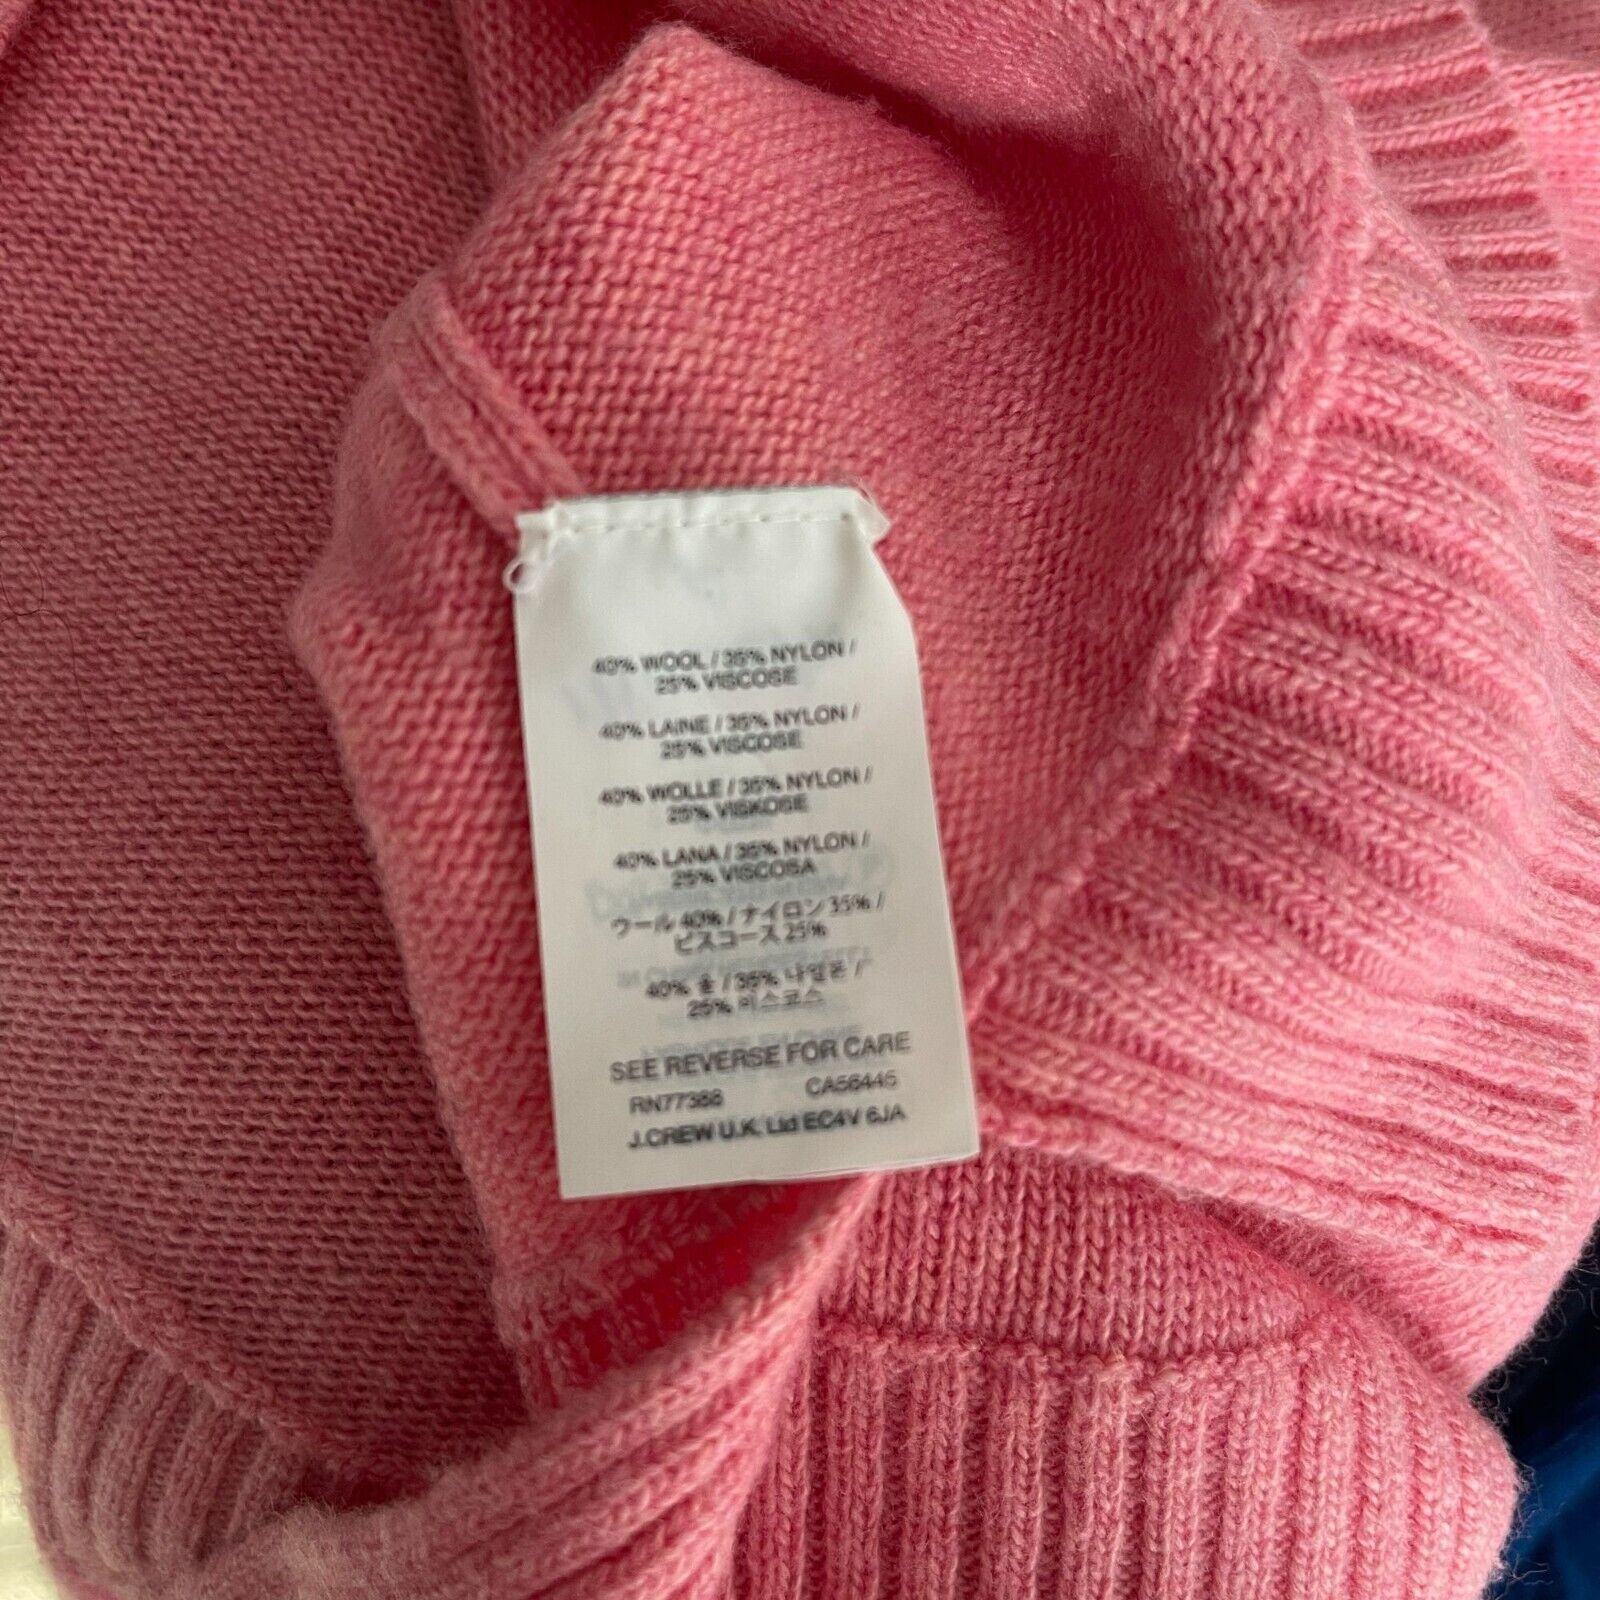 40% WOOL / 35% NYLON /
25% VISCOSE
40% LAINE / 35% NYLON /
25% VISCOSE
40% WOLLE / 35% NYLON /
25% VISKOSE
40% LANA / 35% NYLON /
25% VISCOSA
ウール 40% / ナイロン 35% /
ビスコース 25%
40% 울 / 35% 나일론 /
25% 비스코스
SEE REVERSE FOR CARE
RN77388 CA56445
J.CREW U.K. Ltd EC4V 6JA